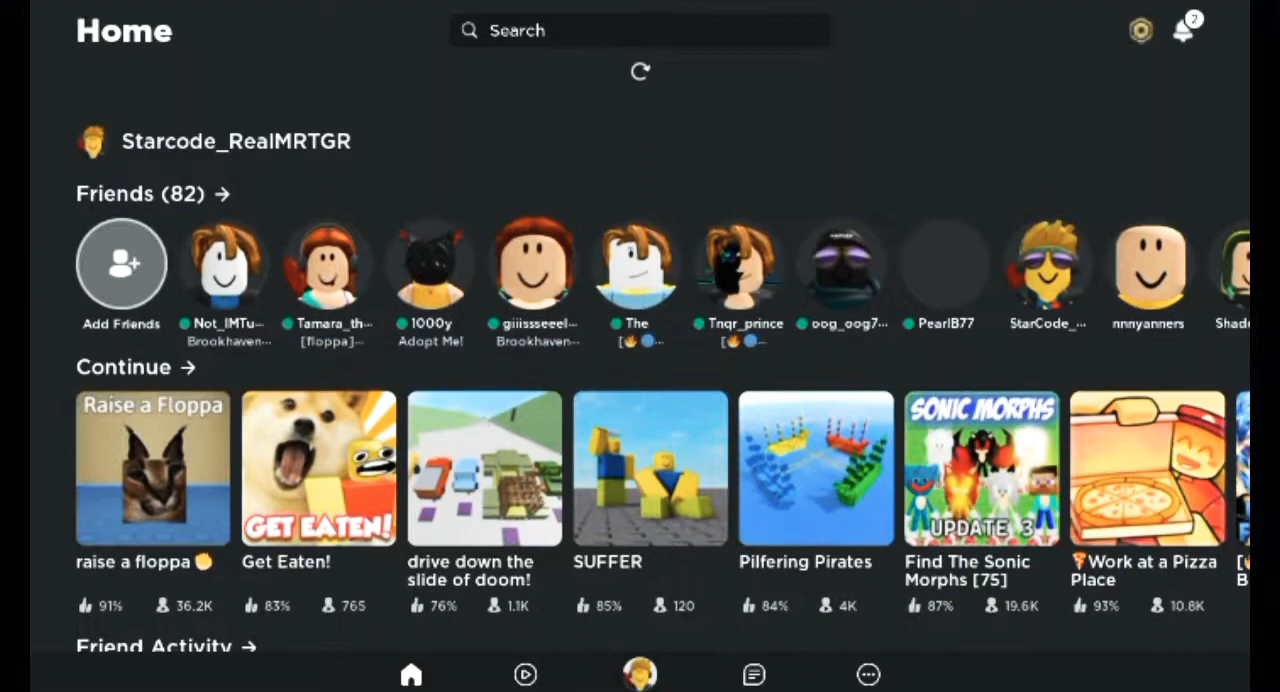 Home
Search
2
Starcode_RealMRTGR
Friends (82) →
Add Friends
Not_IMTu...
Brookhaven...
Tamara_th...
[floppa]...
1000y
Adopt Me!
giiissseeel...
Brookhaven...
The
[🔥🔵...
Tnqr_prince
[🔥🔵...
oog_oog7...
PearlB77
StarCode_...
nnnyanners
Shad
Continue →
Raise a Floppa
raise a floppa✊
91% 36.2K
GET EATEN!
Get Eaten!
83% 765
drive down the
slide of doom!
76% 1.1K
SUFFER
85% 120
Pilfering Pirates
84% 4K
SONIC MORPHS
UPDATE 3
Find The Sonic
Morphs [75]
87% 19.6K
🍕Work at a Pizza
Place
93% 10.8K
Friend Activity →